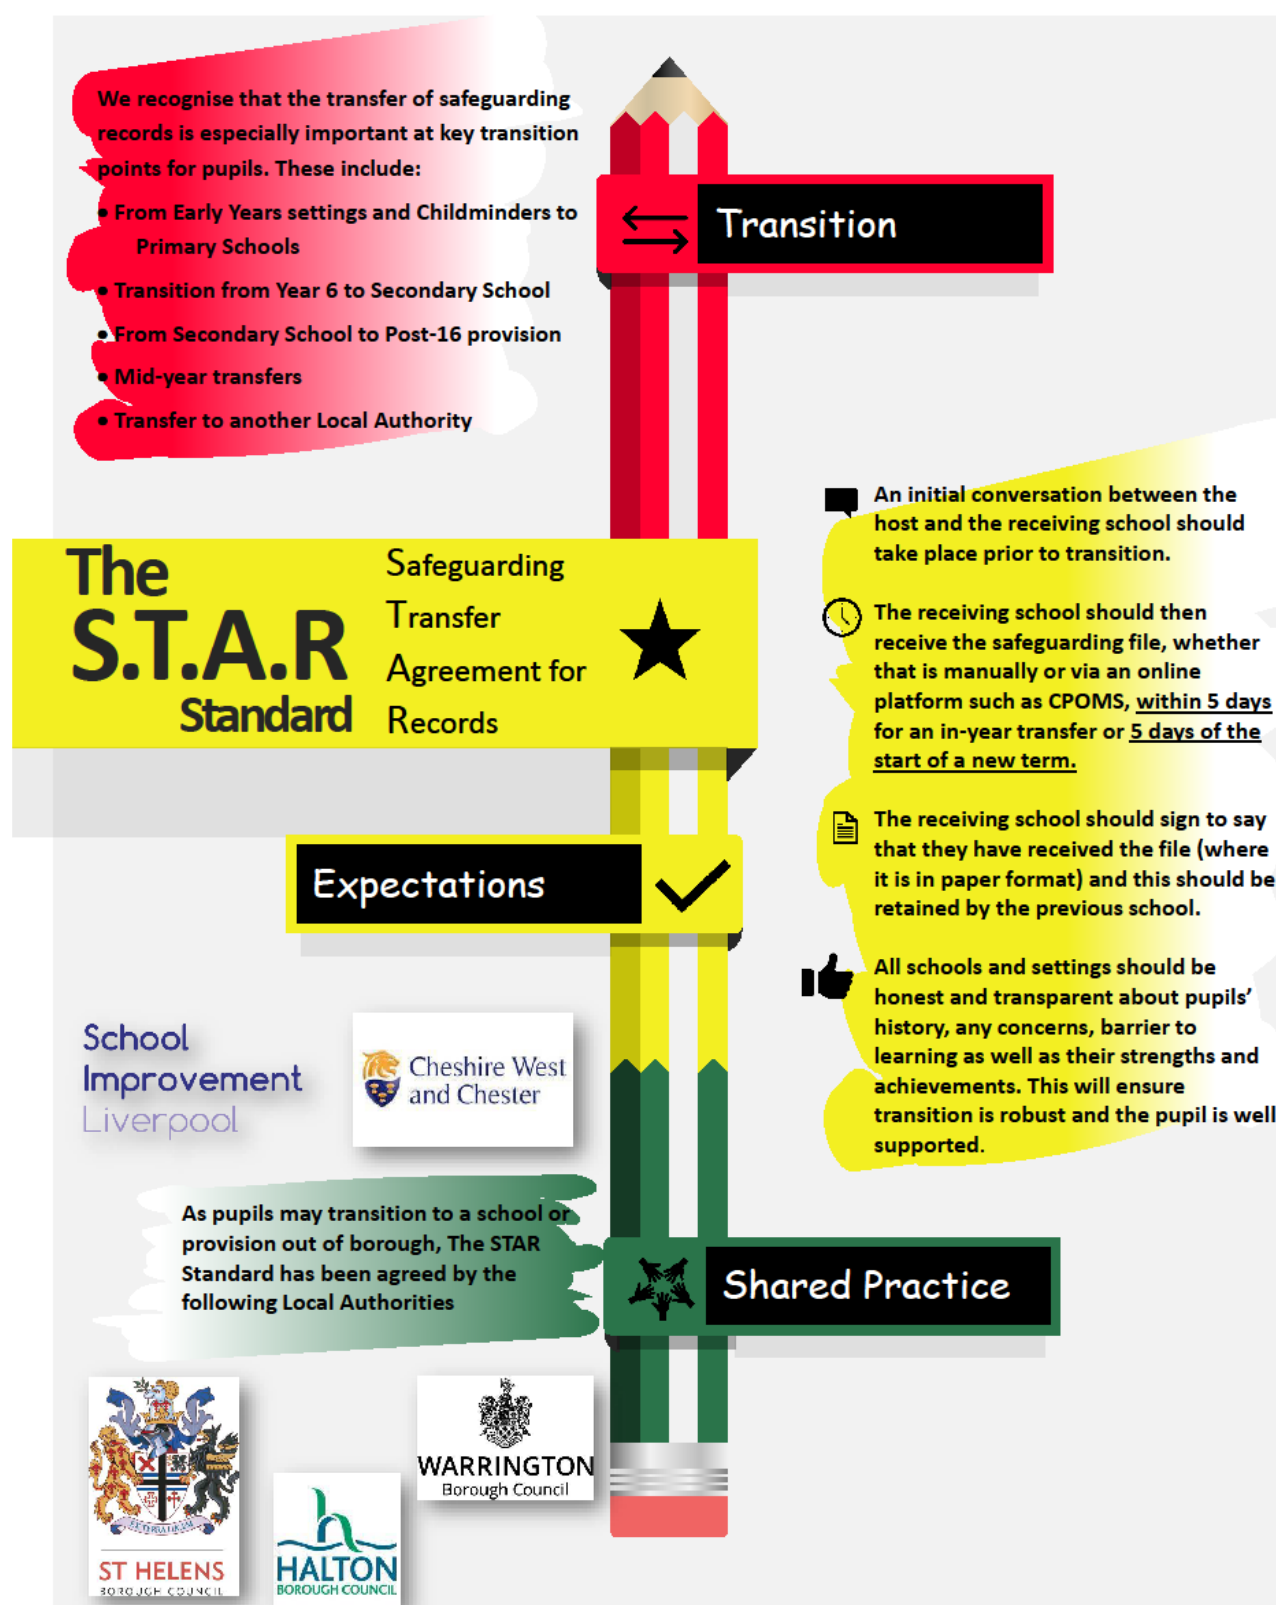 We recognise that the transfer of safeguarding
records is especially important at key transition
points for pupils. These include:
• From Early Years settings and Childminders to
Primary Schools
• Transition from Year 6 to Secondary School
• From Secondary School to Post-16 provision
• Mid-year transfers
• Transfer to another Local Authority
Transition
The
S.T.A.R
Standard
Safeguarding
Transfer
Agreement for
Records
An initial conversation between the
host and the receiving school should
take place prior to transition.
The receiving school should then
receive the safeguarding file, whether
that is manually or via an online
platform such as CPOMS, within 5 days
for an in-year transfer or 5 days of the
start of a new term.
The receiving school should sign to say
that they have received the file (where
it is in paper format) and this should be
retained by the previous school.
All schools and settings should be
honest and transparent about pupils’
history, any concerns, barrier to
learning as well as their strengths and
achievements. This will ensure
transition is robust and the pupil is well
supported.
Expectations
School
Improvement
Liverpool
Cheshire West
and Chester
As pupils may transition to a school or
provision out of borough, The STAR
Standard has been agreed by the
following Local Authorities
Shared Practice
ST HELENS
BOROUGH COUNCIL
HALTON
BOROUGH COUNCIL
WARRINGTON
Borough Council